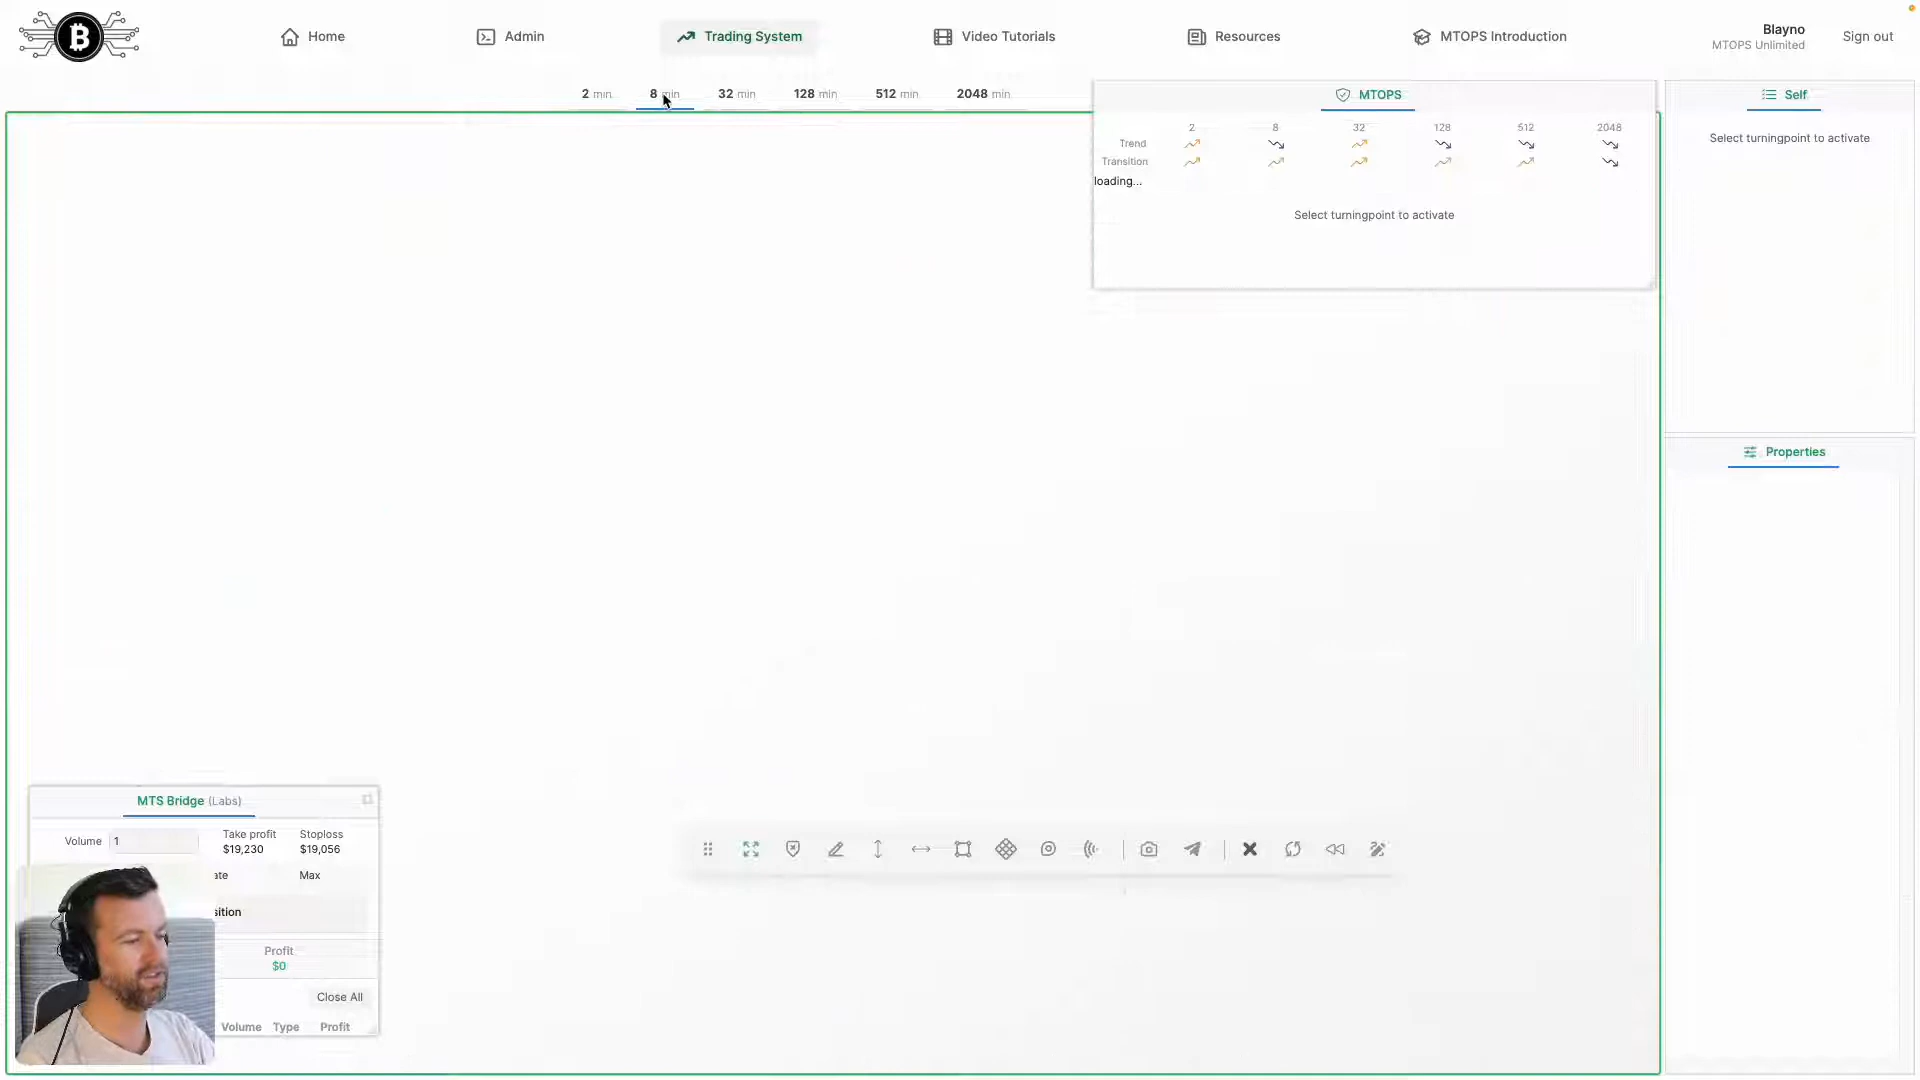 Home
Admin
Trading System
Video Tutorials
Resources
MTOPS Introduction
Blayno
MTOPS Unlimited
Sign out
2 min
8 min
32 min
128 min
512 min
2048 min
MTOPS
2 8 32 128 512 2048
Trend
Transition
loading...
Select turningpoint to activate
Self
Select turningpoint to activate
Properties
MTS Bridge (Labs)
Volume 1
Take profit
$19,230
Stoploss
$19,056
ate
Max
sition
Profit
$0
Close All
Volume Type Profit